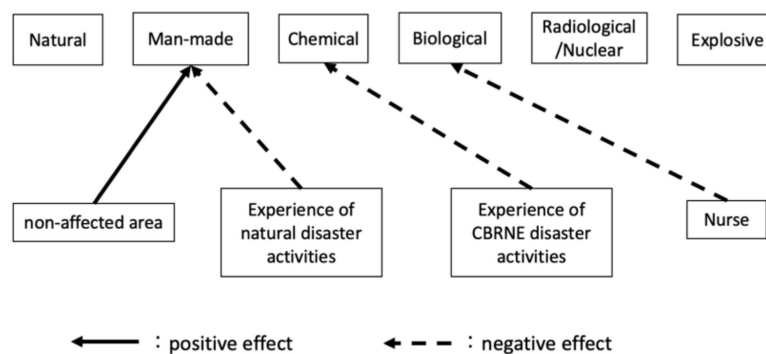 Natural
Man-made
Chemical
Biological
Radiological
/Nuclear
Explosive
non-affected area
Experience of
natural disaster
activities
Experience of
CBRNE disaster
activities
Nurse
: positive effect
: negative effect